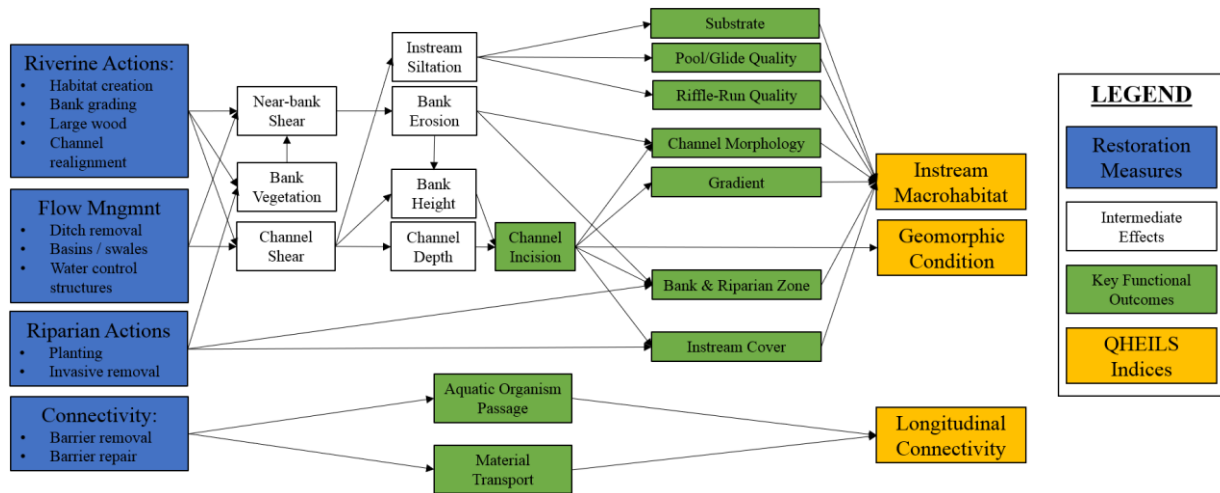 Riverine Actions:
• Habitat creation
• Bank grading
• Large wood
• Channel
realignment
Flow Mngmnt
• Ditch removal
• Basins / swales
• Water control
structures
Riparian Actions
• Planting
• Invasive removal
Connectivity:
• Barrier removal
• Barrier repair
Near-bank
Shear
Bank
Vegetation
Channel
Shear
Instream
Siltation
Bank
Erosion
Bank
Height
Channel
Depth
Channel
Incision
Aquatic Organism
Passage
Material
Transport
Substrate
Pool/Glide Quality
Riffle-Run Quality
Channel Morphology
Gradient
Bank & Riparian Zone
Instream Cover
Instream
Macrohabitat
Geomorphic
Condition
Longitudinal
Connectivity
LEGEND
Restoration
Measures
Intermediate
Effects
Key Functional
Outcomes
QHEILS
Indices